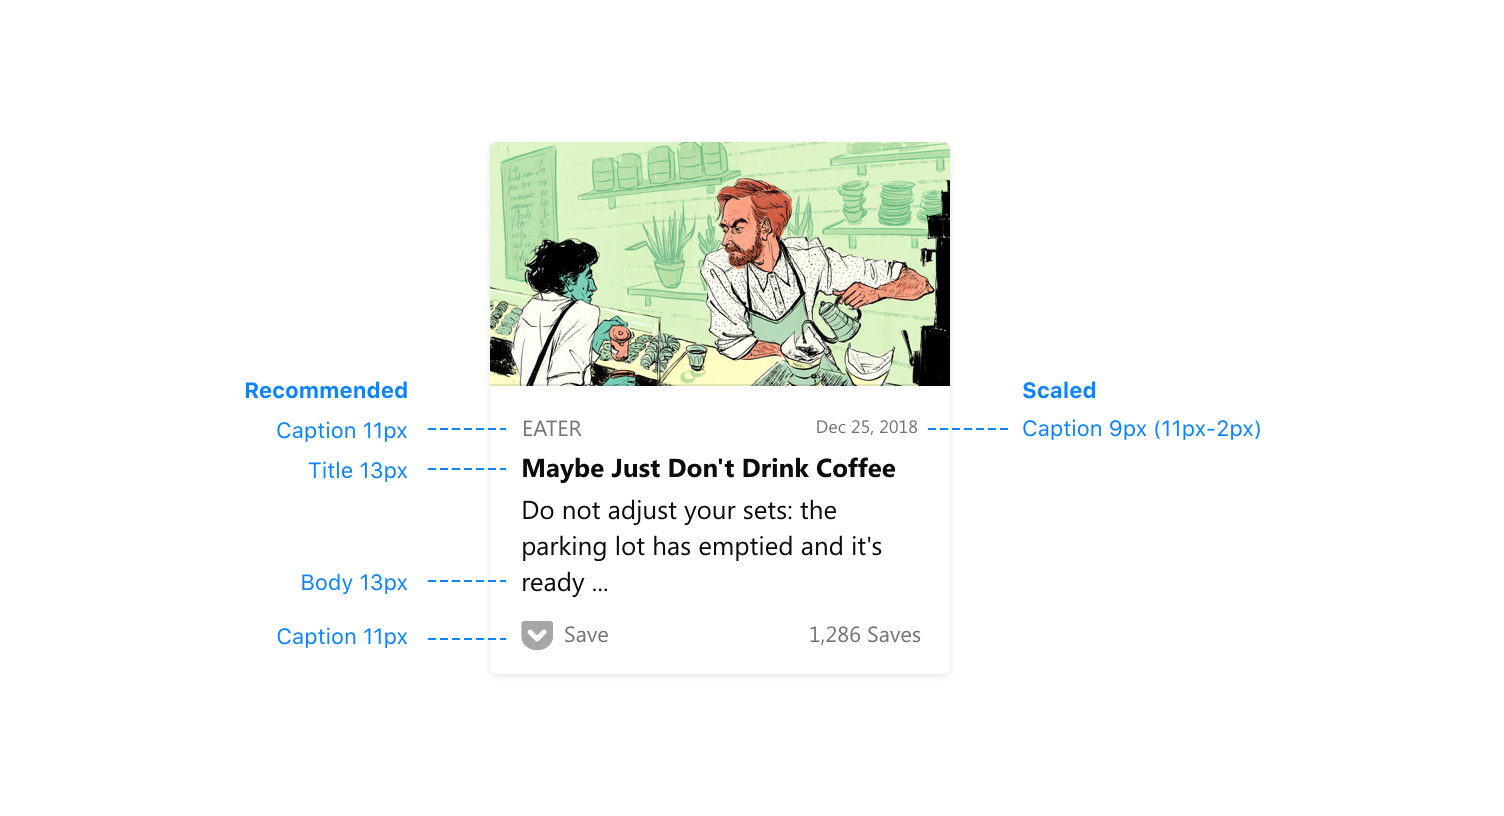 Recommended
Scaled
Caption 11px
EATER
Dec 25, 2018
Caption 9px (11px-2px)
Title 13px
Maybe Just Don't Drink Coffee
Do not adjust your sets: the
parking lot has emptied and it's
Body 13px
ready ...
Caption 11px
Save
1,286 Saves